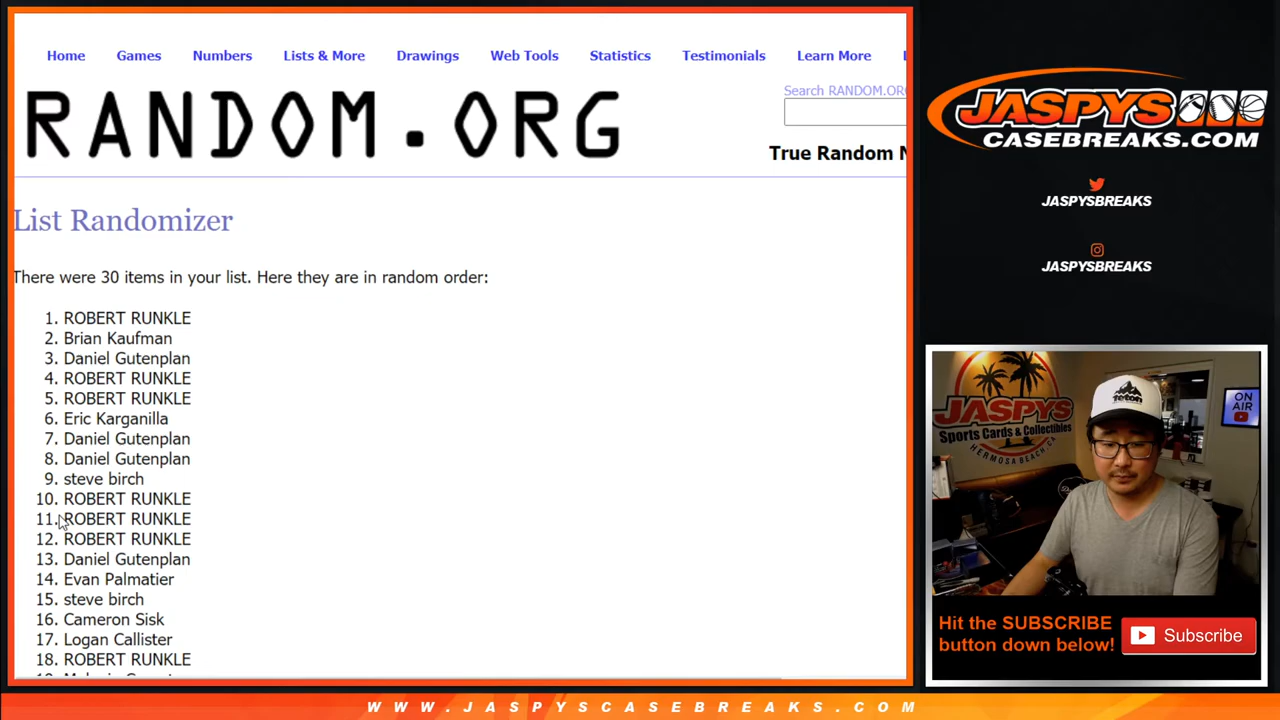 Home Games Numbers Lists & More Drawings Web Tools Statistics Testimonials Learn More
RANDOM.ORG
Search RANDOM.ORG
True Random N
List Randomizer
There were 30 items in your list. Here they are in random order:
1. ROBERT RUNKLE
2. Brian Kaufman
3. Daniel Gutenplan
4. ROBERT RUNKLE
5. ROBERT RUNKLE
6. Eric Karganilla
7. Daniel Gutenplan
8. Daniel Gutenplan
9. steve birch
10. ROBERT RUNKLE
11. ROBERT RUNKLE
12. ROBERT RUNKLE
13. Daniel Gutenplan
14. Evan Palmatier
15. steve birch
16. Cameron Sisk
17. Logan Callister
18. ROBERT RUNKLE
JASPYS
CASEBREAKS.COM
JASPYSBREAKS
JASPYSBREAKS
JASPYS
Sports Cards & Collectibles
HERMOSA BEACH, CA
teton
ON
AIR
Hit the SUBSCRIBE
button down below!
Subscribe
WWW.JASPYSCASEBREAKS.COM